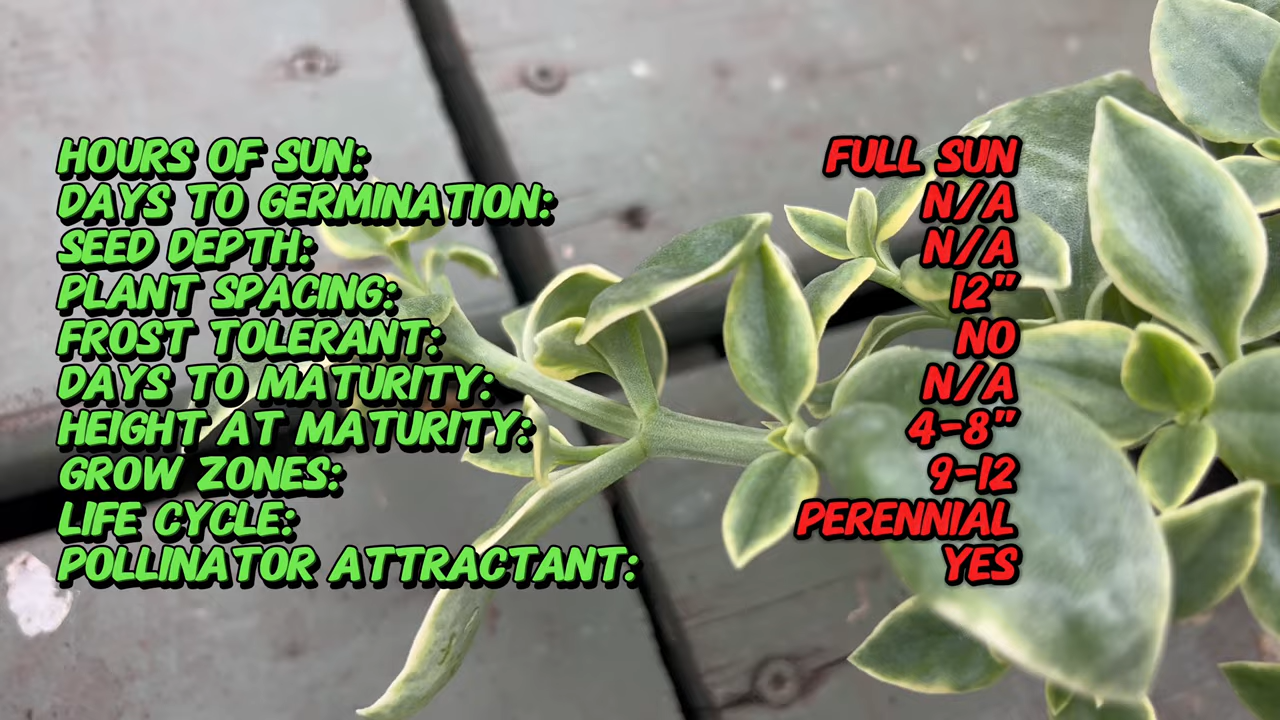 HOURS OF SUN: FULL SUN
DAYS TO GERMINATION: N/A
SEED DEPTH: N/A
PLANT SPACING: 12"
FROST TOLERANT: NO
DAYS TO MATURITY: N/A
HEIGHT AT MATURITY: 4-8"
GROW ZONES: 9-12
LIFE CYCLE: PERENNIAL
POLLINATOR ATTRACTANT: YES